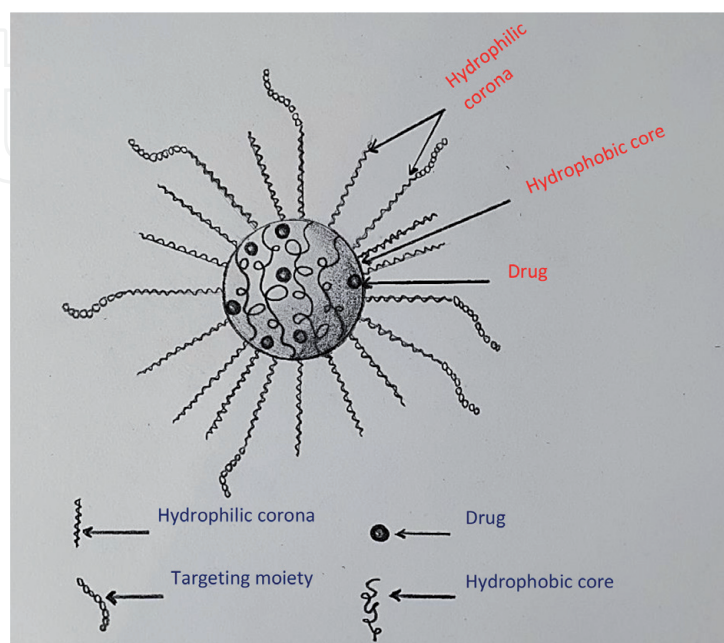 Hydrophilic
corona
Hydrophobic core
Drug
Hydrophilic corona
Drug
Targeting moiety
Hydrophobic core